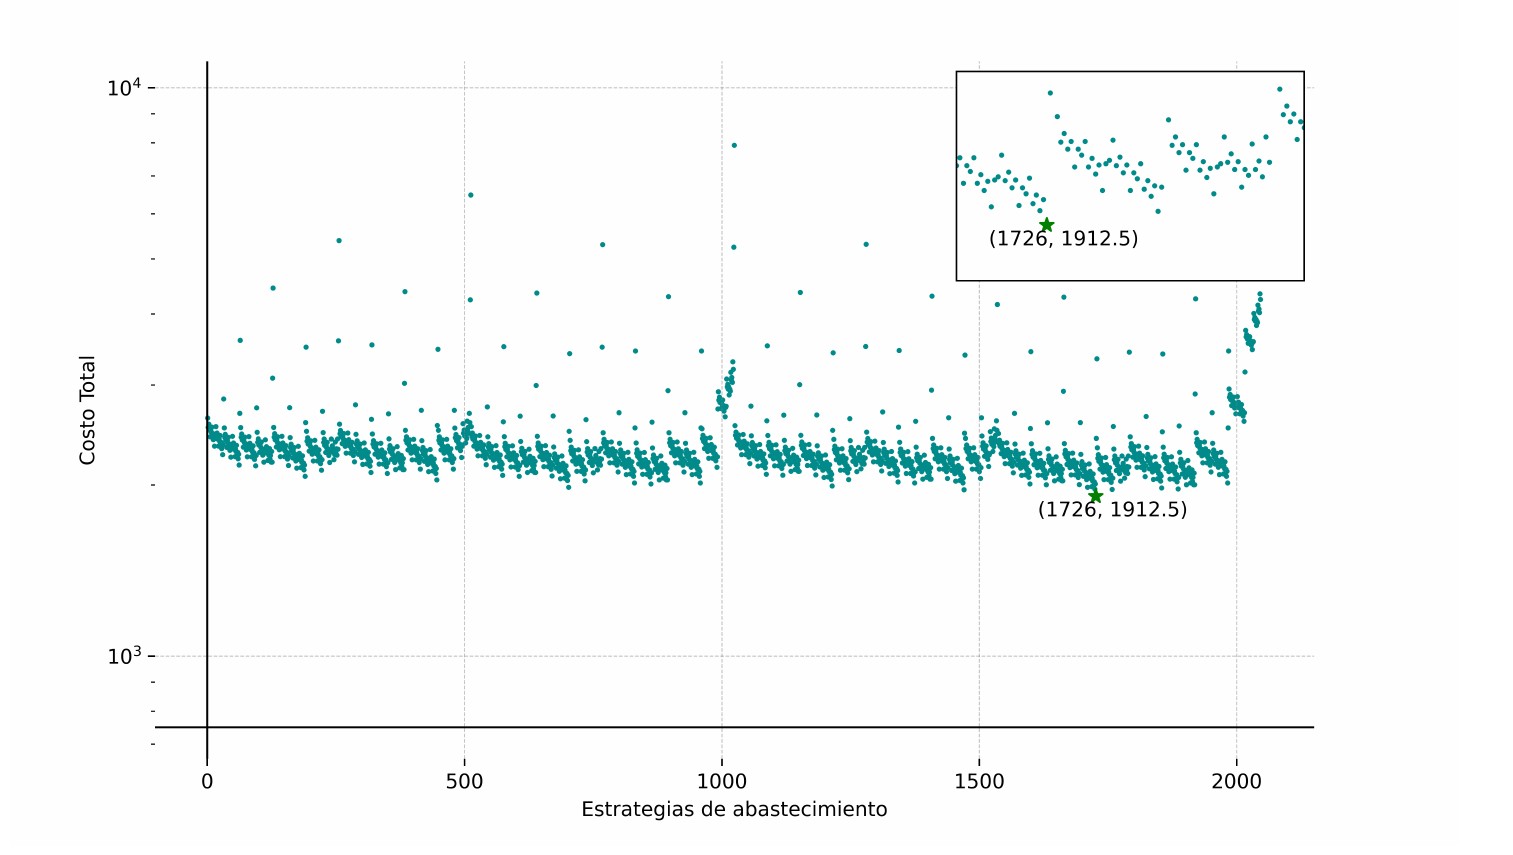 10⁴
(1726, 1912.5)
Costo Total
(1726, 1912.5)
10³
0 500 1000 1500 2000
Estrategias de abastecimiento